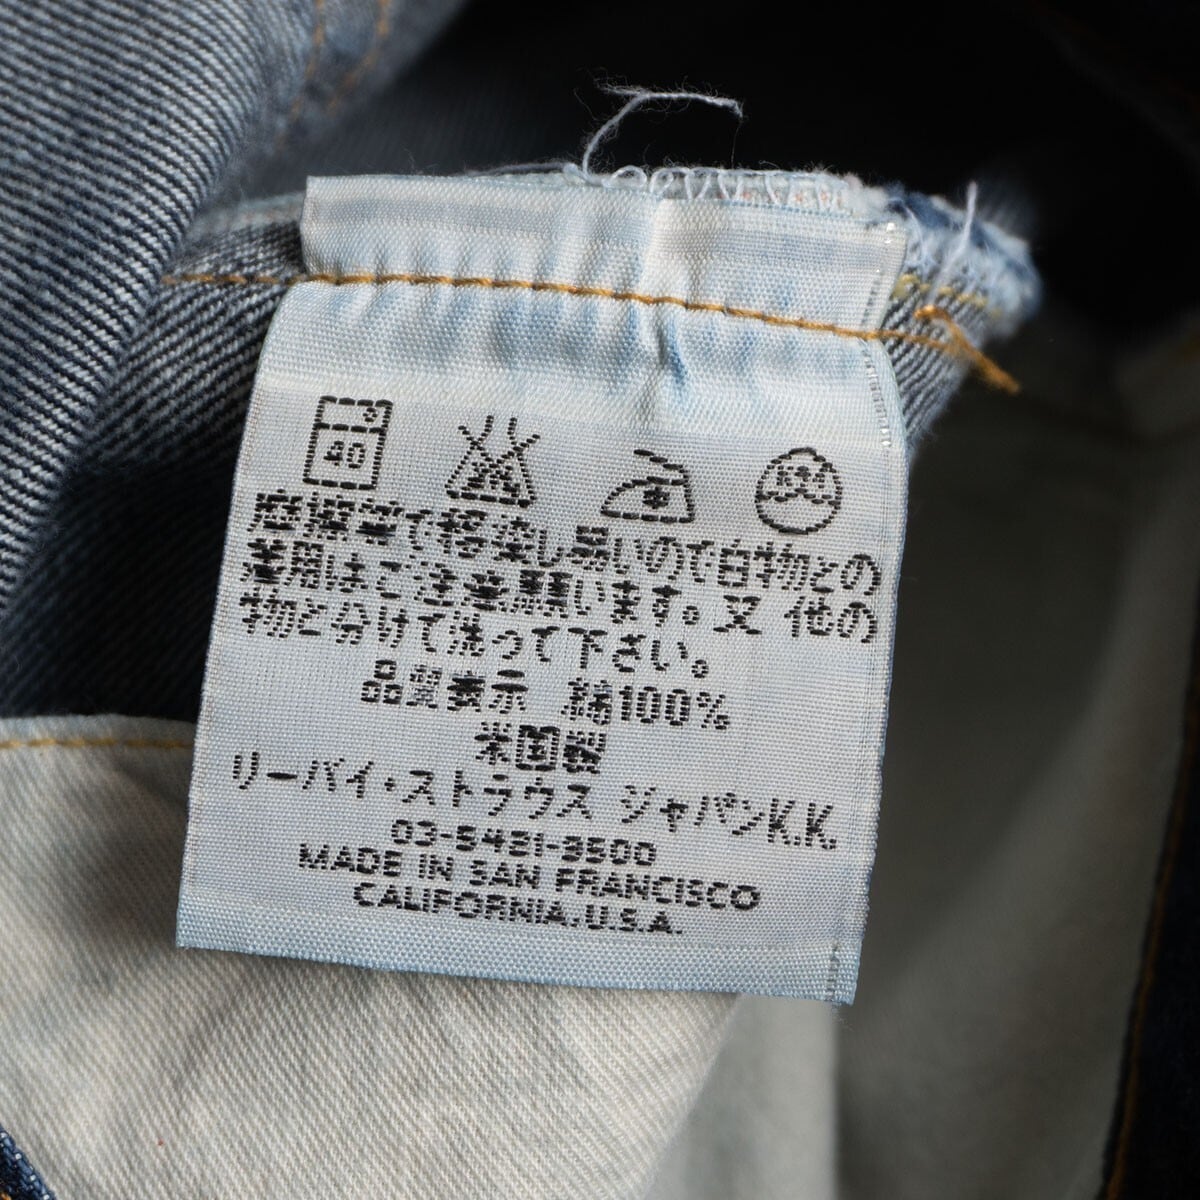 40
摩擦等で移染し易いので白物との
着用はご注意願います。又 他の
物と分けて洗って下さい。
品質表示 綿100%
米国製
リーバイ・ストラウス ジャパンK.K.
03-5421-3500
MADE IN SAN FRANCISCO
CALIFORNIA, U.S.A.